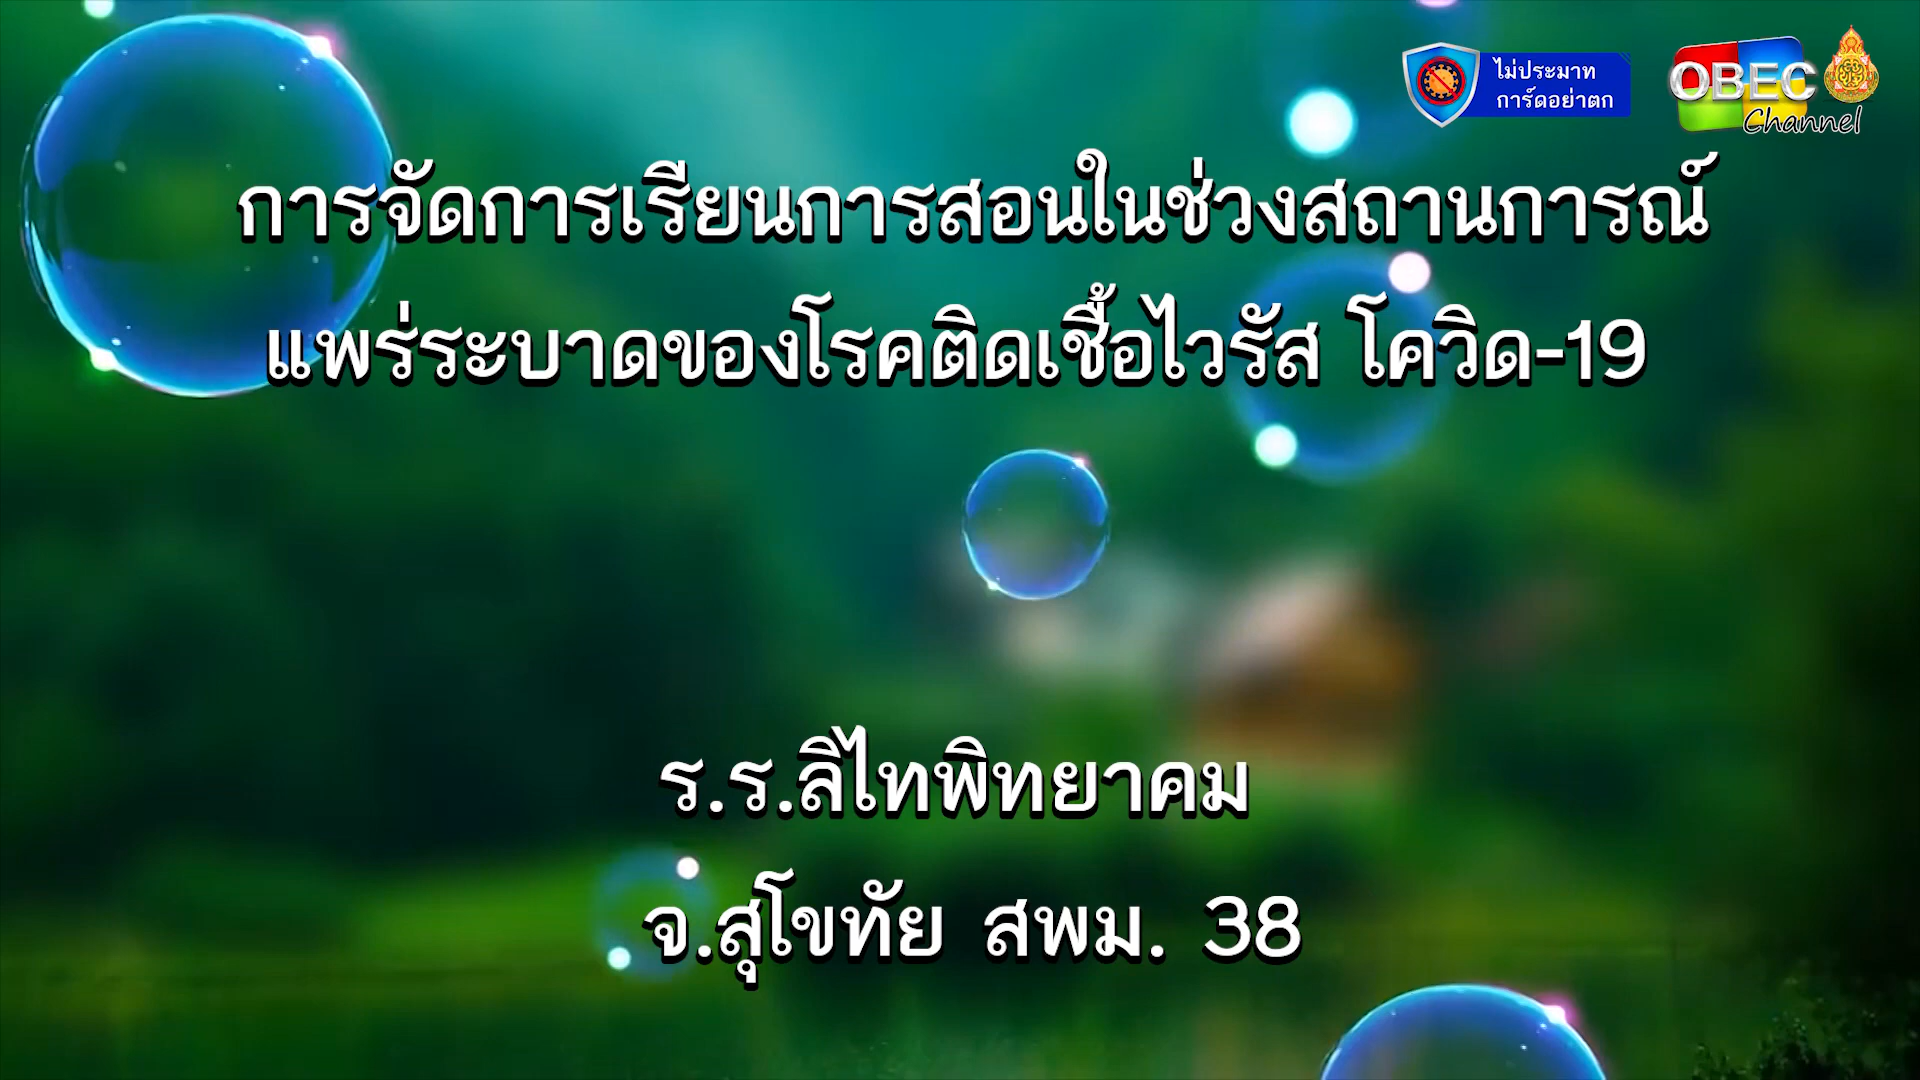 ไม่ประมาท
การ์ดอย่าตก
OBEC
Channel
การจัดการเรียนการสอนในช่วงสถานการณ์
แพร่ระบาดของโรคติดเชื้อไวรัส โควิด-19
ร.ร.ลิไทพิทยาคม
จ.สุโขทัย สพม. 38